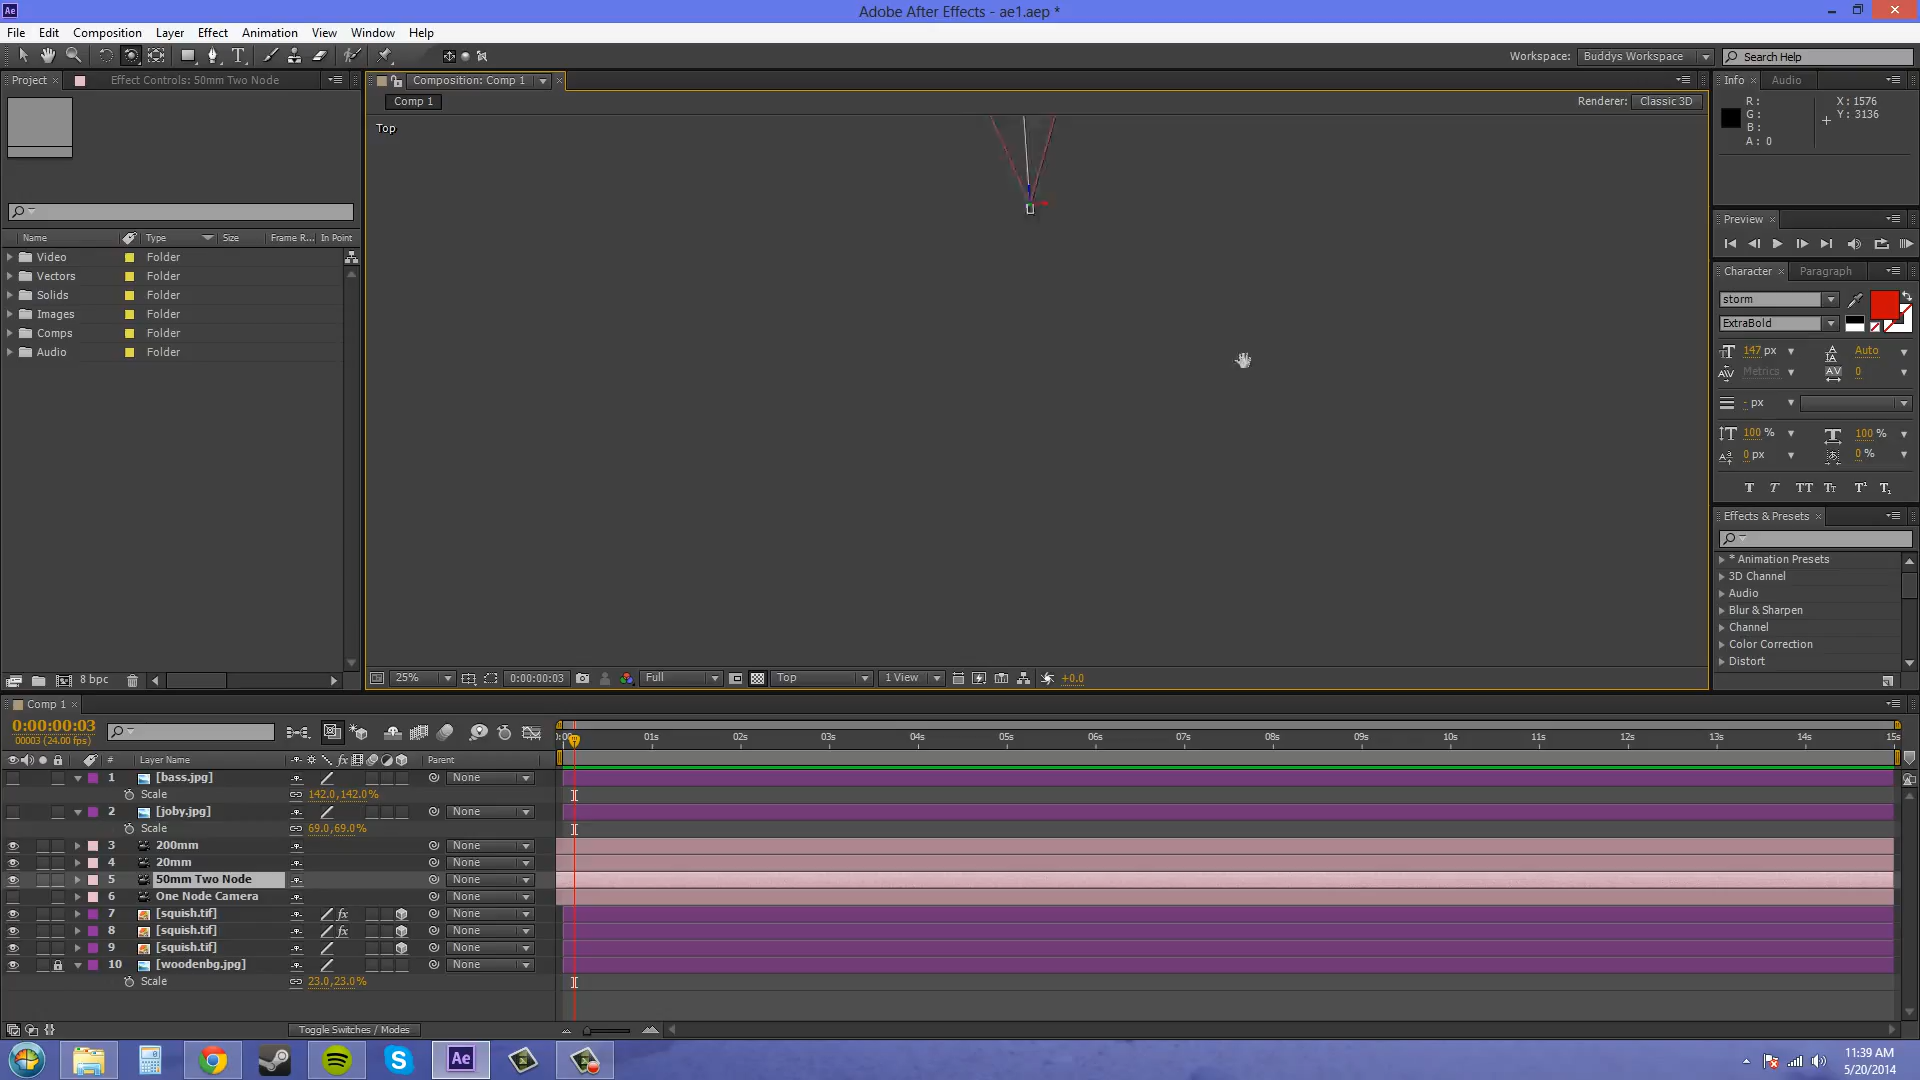 Ae
Adobe After Effects - ae1.aep *
File Edit Composition Layer Effect Animation View Window Help
Workspace: Buddys Workspace Search Help
Project Effect Controls: 50mm Two Node
Composition: Comp 1
Info Audio
Comp 1
Renderer: Classic 3D
R:
G:
B:
A: 0
X: 1576
Y: 3136
Top
Name Type Size Frame R... In Point
Video Folder
Vectors Folder
Solids Folder
Images Folder
Comps Folder
Audio Folder
Preview
Character Paragraph
storm
ExtraBold
147 px Auto
Metrics 0
- px
100 % 100 %
0 px 0 %
T T TT Tt T¹ T₁
Effects & Presets
* Animation Presets
3D Channel
Audio
Blur & Sharpen
Channel
Color Correction
Distort
8 bpc
25% 0:00:00:03 Full Top 1 View +0.0
Comp 1
0:00:00:03
00003 (24.00 fps)
# Layer Name fx Parent
:00s 01s 02s 03s 04s 05s 06s 07s 08s 09s 10s 11s 12s 13s 14s 15s
1 [bass.jpg] None
Scale 142.0,142.0%
2 [joby.jpg] None
Scale 69.0,69.0%
3 200mm None
4 20mm None
5 50mm Two Node None
6 One Node Camera None
7 [squish.tif] fx None
8 [squish.tif] fx None
9 [squish.tif] None
10 [woodenbg.jpg] None
Scale 23.0,23.0%
Toggle Switches / Modes
Ae
11:39 AM
5/20/2014